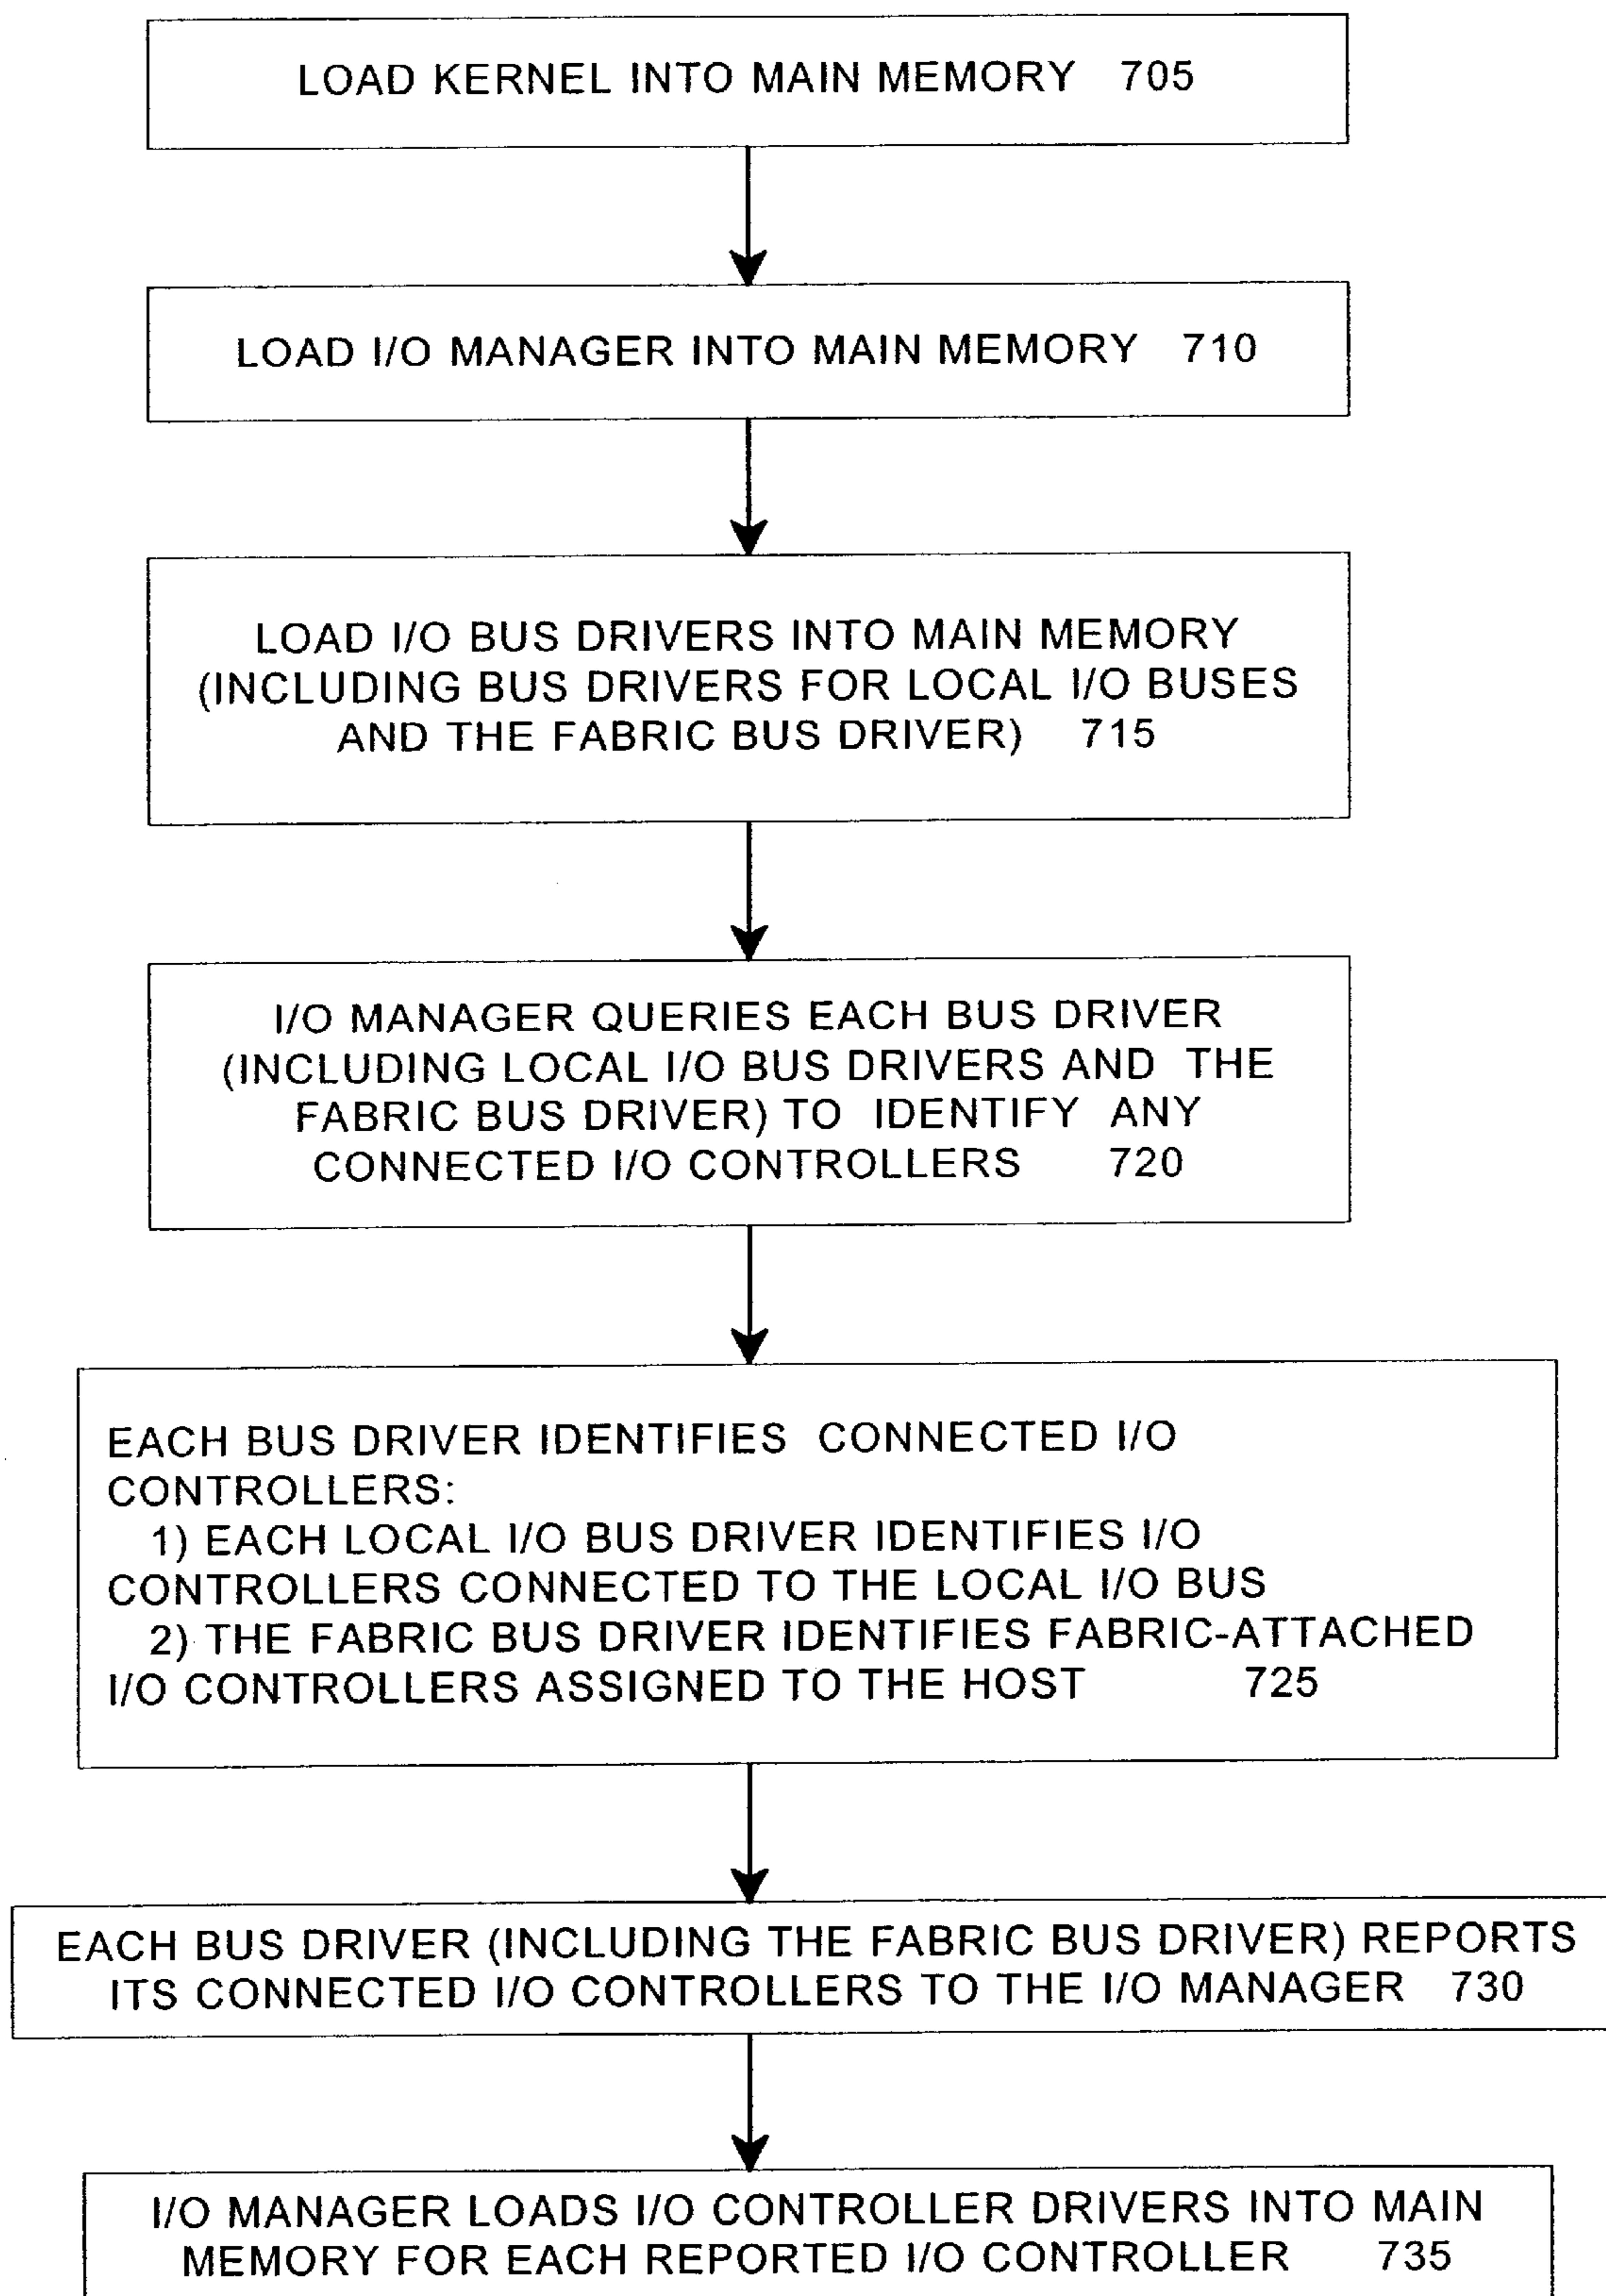 LOAD KERNEL INTO MAIN MEMORY 705
LOAD I/O MANAGER INTO MAIN MEMORY 710
LOAD I/O BUS DRIVERS INTO MAIN MEMORY
(INCLUDING BUS DRIVERS FOR LOCAL I/O BUSES
AND THE FABRIC BUS DRIVER) 715
I/O MANAGER QUERIES EACH BUS DRIVER
(INCLUDING LOCAL I/O BUS DRIVERS AND THE
FABRIC BUS DRIVER) TO IDENTIFY ANY
CONNECTED I/O CONTROLLERS 720
EACH BUS DRIVER IDENTIFIES CONNECTED I/O
CONTROLLERS:
1) EACH LOCAL I/O BUS DRIVER IDENTIFIES I/O
CONTROLLERS CONNECTED TO THE LOCAL I/O BUS
2) THE FABRIC BUS DRIVER IDENTIFIES FABRIC-ATTACHED
I/O CONTROLLERS ASSIGNED TO THE HOST 725
EACH BUS DRIVER (INCLUDING THE FABRIC BUS DRIVER) REPORTS
ITS CONNECTED I/O CONTROLLERS TO THE I/O MANAGER 730
I/O MANAGER LOADS I/O CONTROLLER DRIVERS INTO MAIN
MEMORY FOR EACH REPORTED I/O CONTROLLER 735